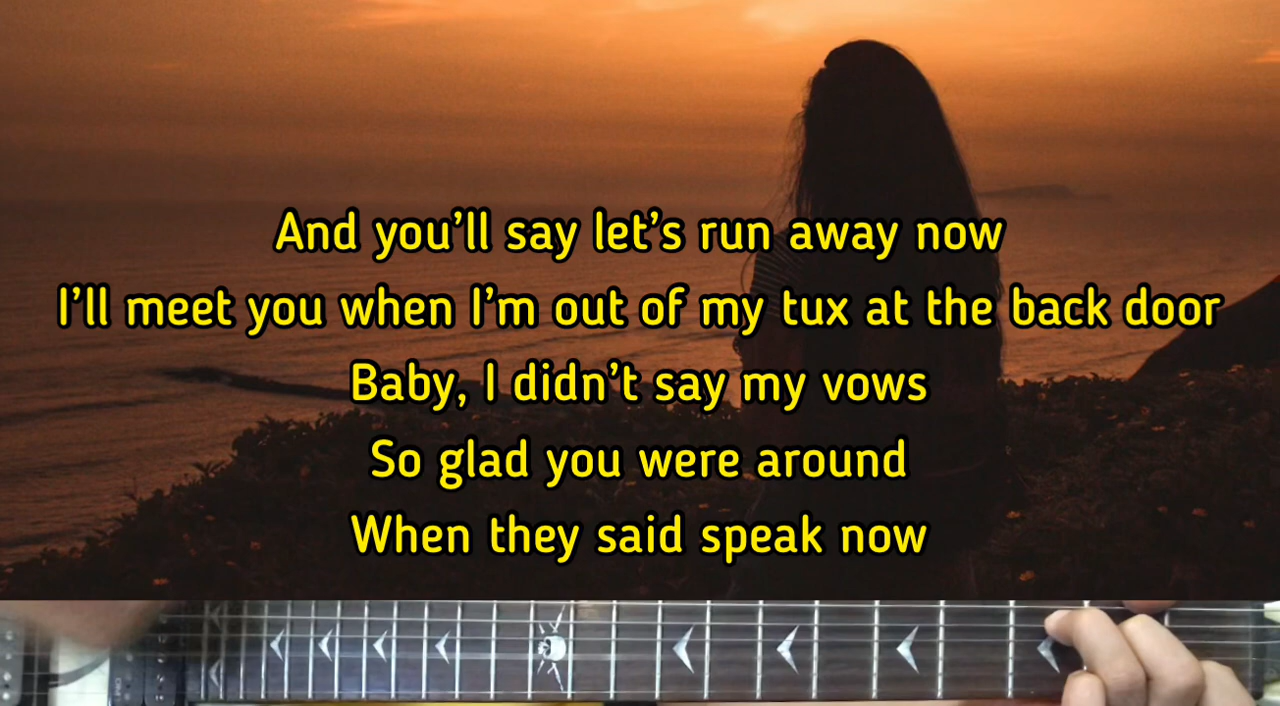 And you’ll say let’s run away now
I’ll meet you when I’m out of my tux at the back door
Baby, I didn’t say my vows
So glad you were around
When they said speak now